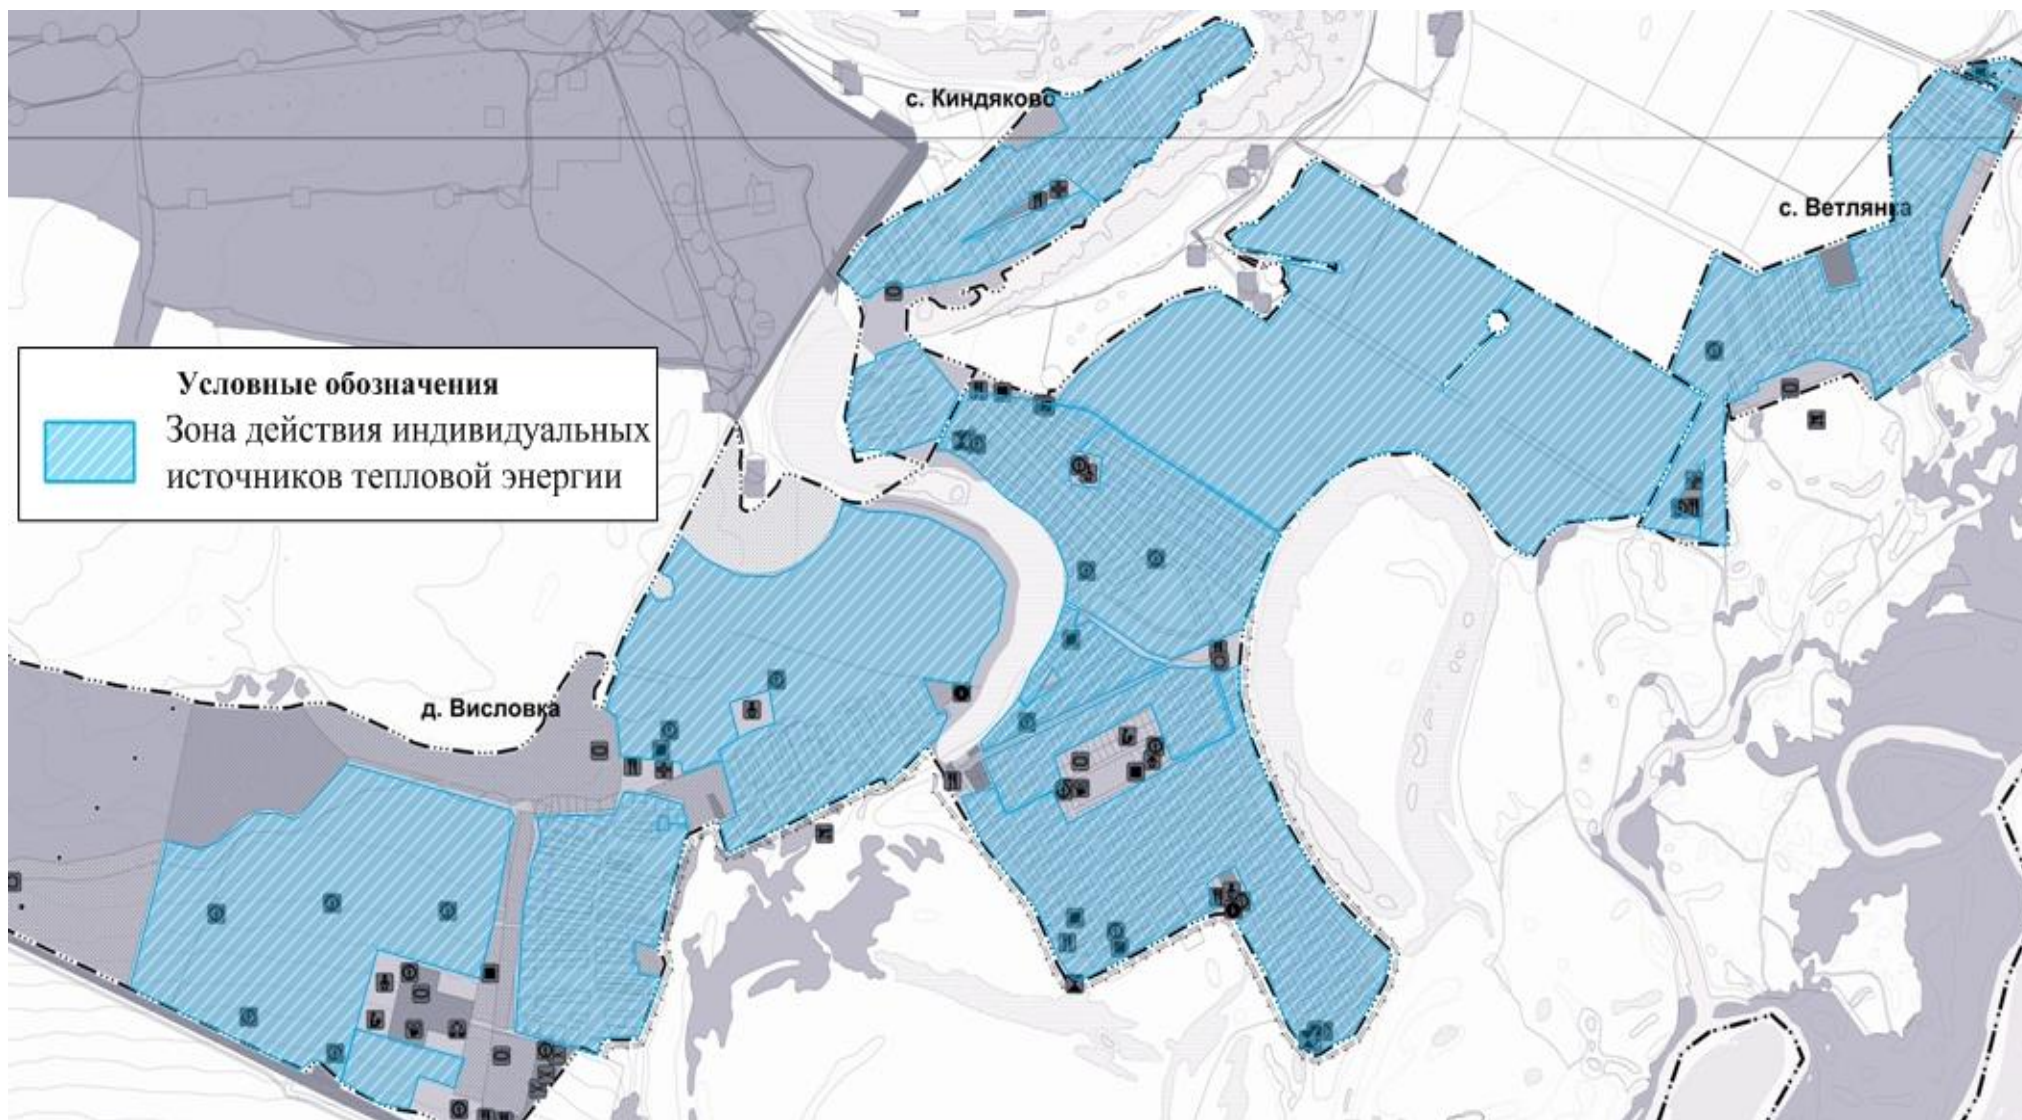 с. Киндяково
с. Ветлянка
Условные обозначения
Зона действия индивидуальных
источников тепловой энергии
д. Висловка